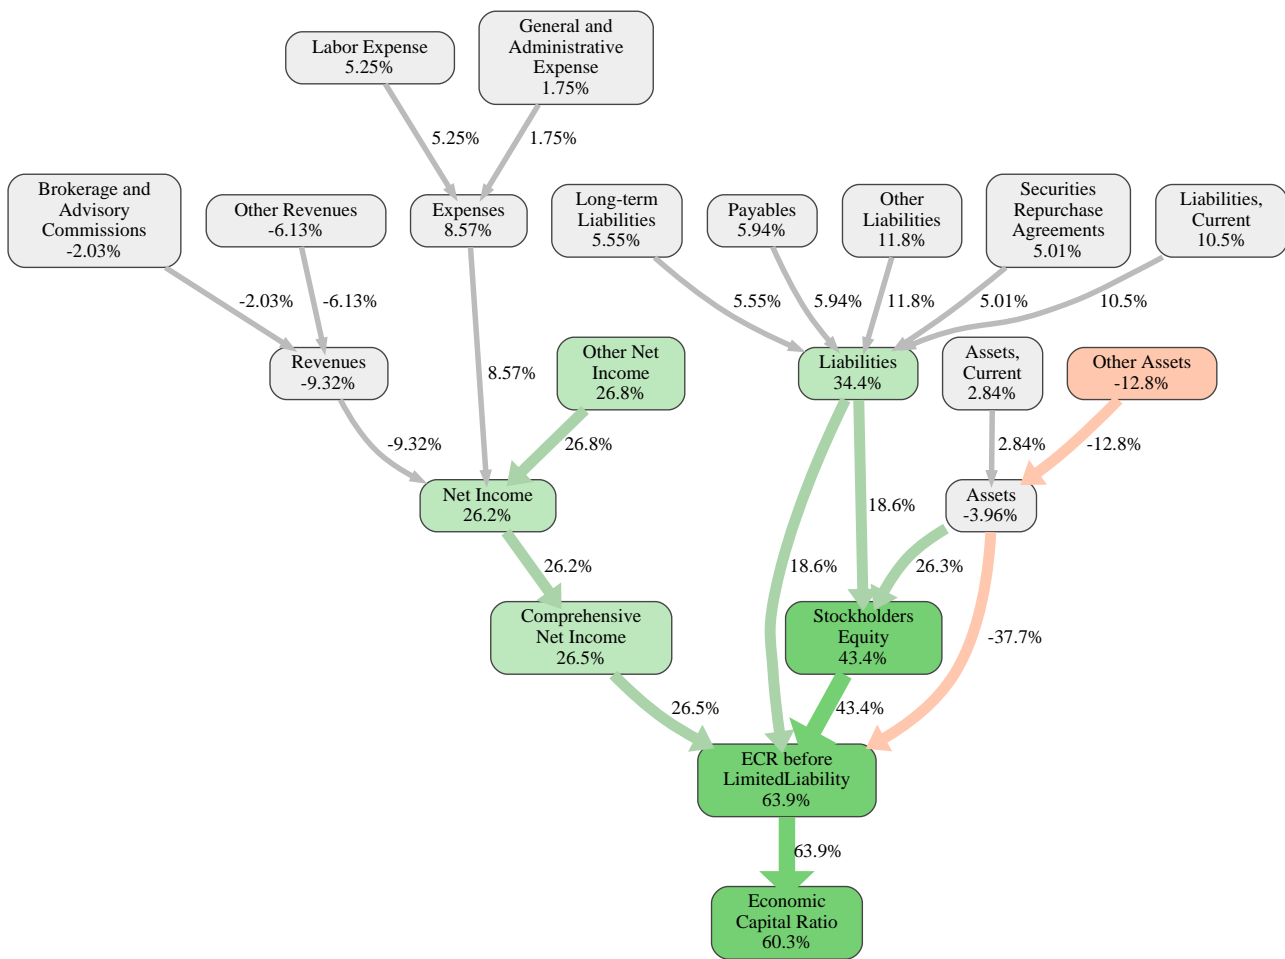 Labor Expense
5.25%
General and
Administrative
Expense
1.75%
5.25%
1.75%
Brokerage and
Advisory
Commissions
-2.03%
Other Revenues
-6.13%
Expenses
8.57%
Long-term
Liabilities
5.55%
Payables
5.94%
Other
Liabilities
11.8%
Securities
Repurchase
Agreements
5.01%
Liabilities,
Current
10.5%
-2.03%
-6.13%
5.55%
5.94%
11.8%
5.01%
10.5%
Revenues
-9.32%
8.57%
Other Net
Income
26.8%
Liabilities
34.4%
Assets,
Current
2.84%
Other Assets
-12.8%
-9.32%
26.8%
2.84%
-12.8%
Net Income
26.2%
18.6%
Assets
-3.96%
26.2%
18.6%
26.3%
Comprehensive
Net Income
26.5%
Stockholders
Equity
43.4%
-37.7%
26.5%
43.4%
ECR before
LimitedLiability
63.9%
63.9%
Economic
Capital Ratio
60.3%